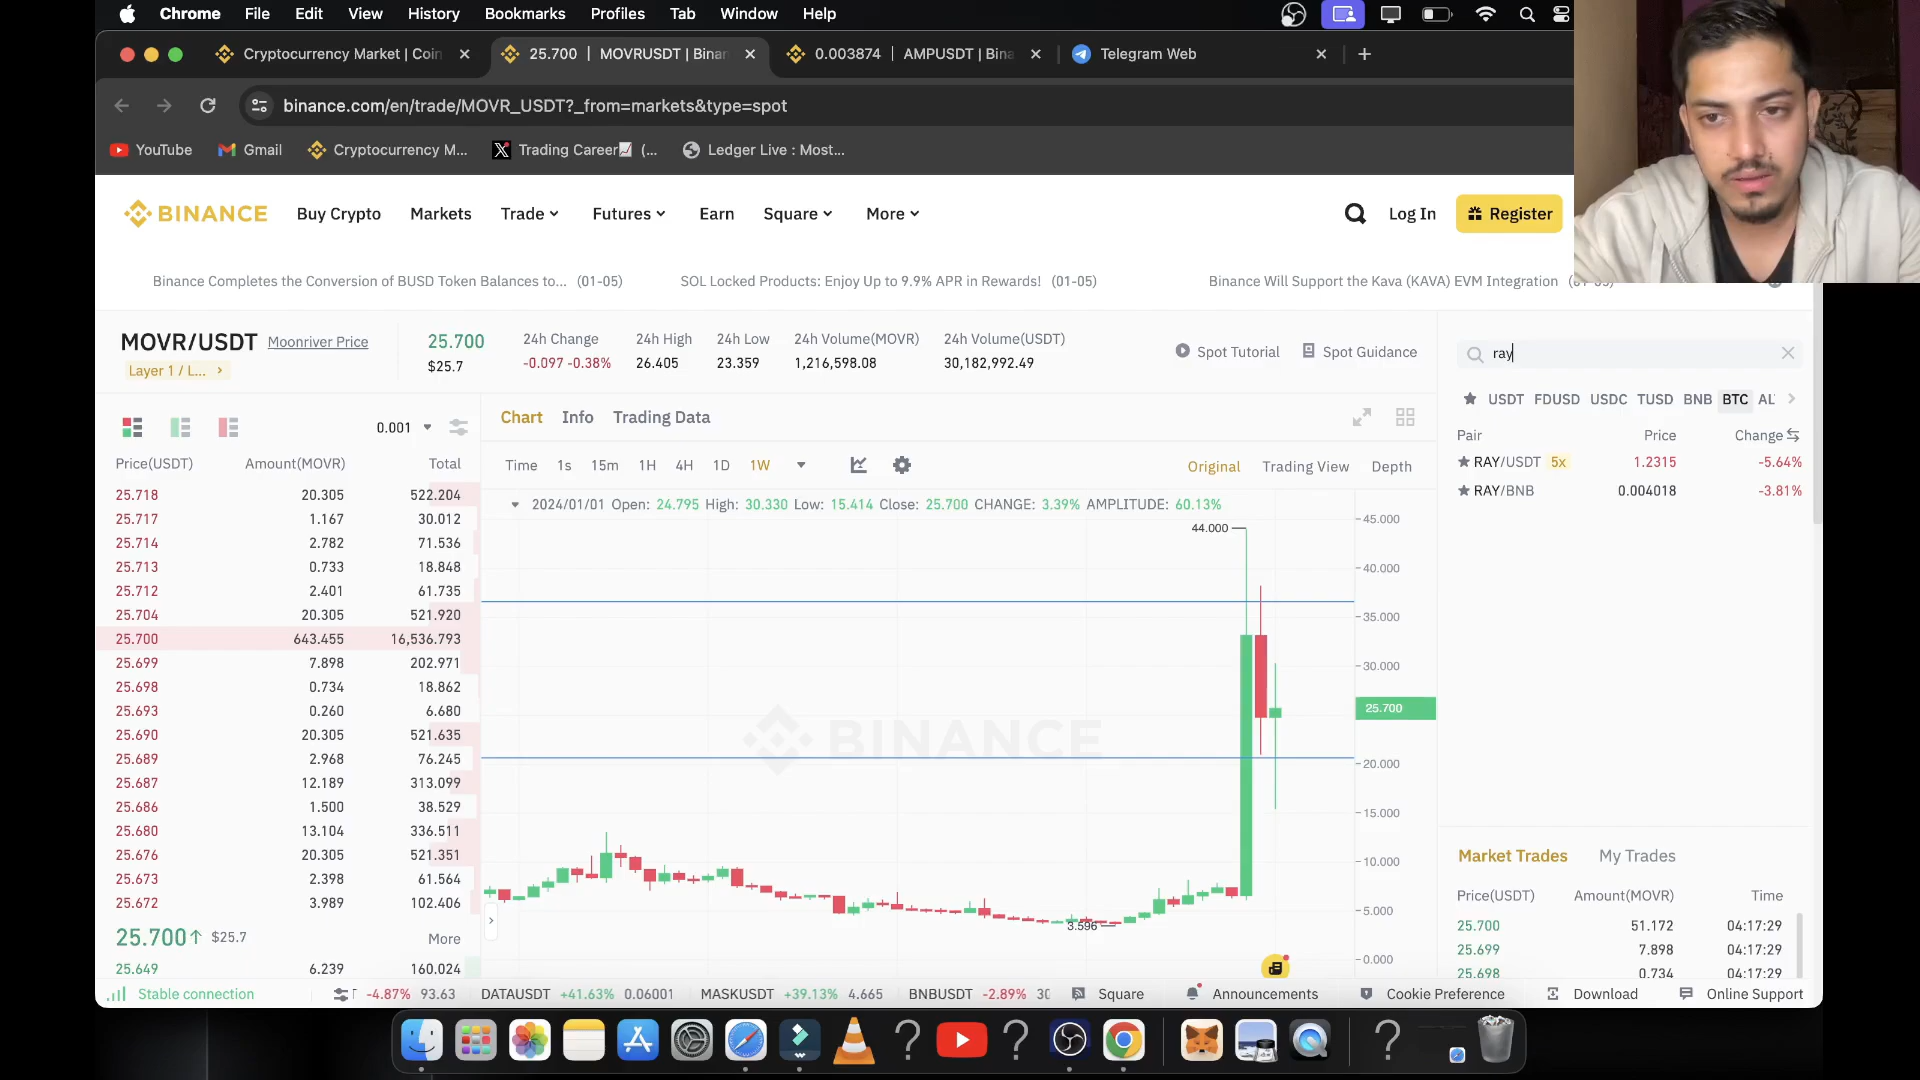 Chrome File Edit View History Bookmarks Profiles Tab Window Help
Cryptocurrency Market | Coin 25.700 | MOVRUSDT | Binan 0.003874 | AMPUSDT | Bina Telegram Web
binance.com/en/trade/MOVR_USDT?_from=markets&type=spot
YouTube Gmail Cryptocurrency M... Trading Career📈 (... Ledger Live : Most...
BINANCE Buy Crypto Markets Trade Futures Earn Square More Log In Register
Binance Completes the Conversion of BUSD Token Balances to... (01-05) SOL Locked Products: Enjoy Up to 9.9% APR in Rewards! (01-05) Binance Will Support the Kava (KAVA) EVM Integration
MOVR/USDT Moonriver Price
Layer 1 / L...
25.700
$25.7
24h Change 24h High 24h Low 24h Volume(MOVR) 24h Volume(USDT)
-0.097 -0.38% 26.405 23.359 1,216,598.08 30,182,992.49
Spot Tutorial Spot Guidance
ray
USDT FDUSD USDC TUSD BNB BTC AL
Pair Price Change
RAY/USDT 5x 1.2315 -5.64%
RAY/BNB 0.004018 -3.81%
0.001
Price(USDT) Amount(MOVR) Total
25.718 20.305 522.204
25.717 1.167 30.012
25.714 2.782 71.536
25.713 0.733 18.848
25.712 2.401 61.735
25.704 20.305 521.920
25.700 643.455 16,536.793
25.699 7.898 202.971
25.698 0.734 18.862
25.693 0.260 6.680
25.690 20.305 521.635
25.689 2.968 76.245
25.687 12.189 313.099
25.686 1.500 38.529
25.680 13.104 336.511
25.676 20.305 521.351
25.673 2.398 61.564
25.672 3.989 102.406
25.700↑ $25.7 More
25.649 6.239 160.024
Chart Info Trading Data
Time 1s 15m 1H 4H 1D 1W Original Trading View Depth
2024/01/01 Open: 24.795 High: 30.330 Low: 15.414 Close: 25.700 CHANGE: 3.39% AMPLITUDE: 60.13%
44.000
45.000
40.000
35.000
30.000
25.700
BINANCE
20.000
15.000
10.000
5.000
3.596
0.000
Market Trades My Trades
Price(USDT) Amount(MOVR) Time
25.700 51.172 04:17:29
25.699 7.898 04:17:29
25.698 0.734 04:17:29
Stable connection -4.87% 93.63 DATAUSDT +41.63% 0.06001 MASKUSDT +39.13% 4.665 BNBUSDT -2.89% Square Announcements Cookie Preference Download Online Support